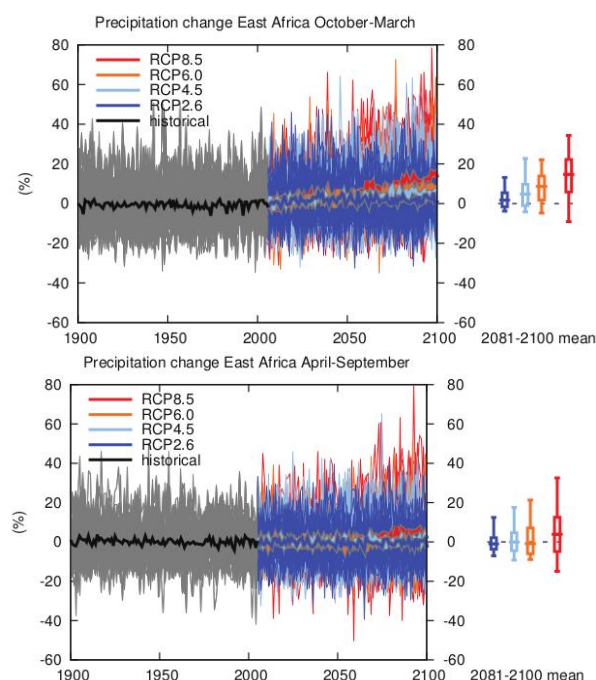 Precipitation change East Africa October-March
80
60
40
20
0
-20
-40
-60
(%)
RCP8.5
RCP6.0
RCP4.5
RCP2.6
historical
80
60
40
20
0
-20
-40
-60
1900 1950 2000 2050 2100
2081-2100 mean
Precipitation change East Africa April-September
80
60
40
20
0
-20
-40
-60
(%)
RCP8.5
RCP6.0
RCP4.5
RCP2.6
historical
80
60
40
20
0
-20
-40
-60
1900 1950 2000 2050 2100
2081-2100 mean